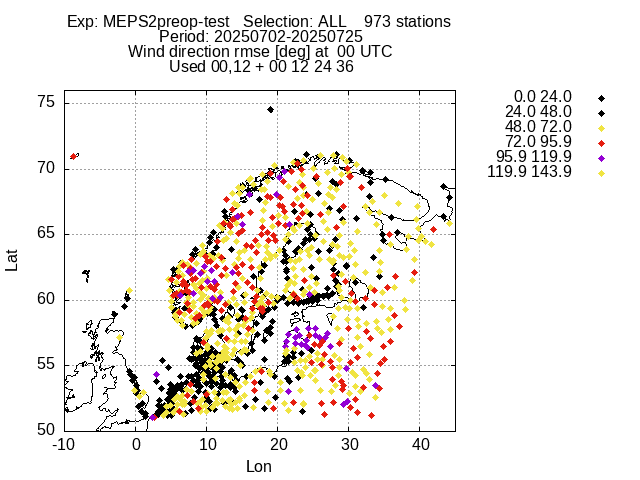 Exp: MEPS2preop-test   Selection: ALL    973 stations
Period: 20250702-20250725
Wind direction rmse [deg] at  00 UTC
Used 00,12 + 00 12 24 36
0.0 24.0
24.0 48.0
48.0 72.0
72.0 95.9
95.9 119.9
119.9 143.9
75
70
65
60
55
50
Lat
-10 0 10 20 30 40
Lon